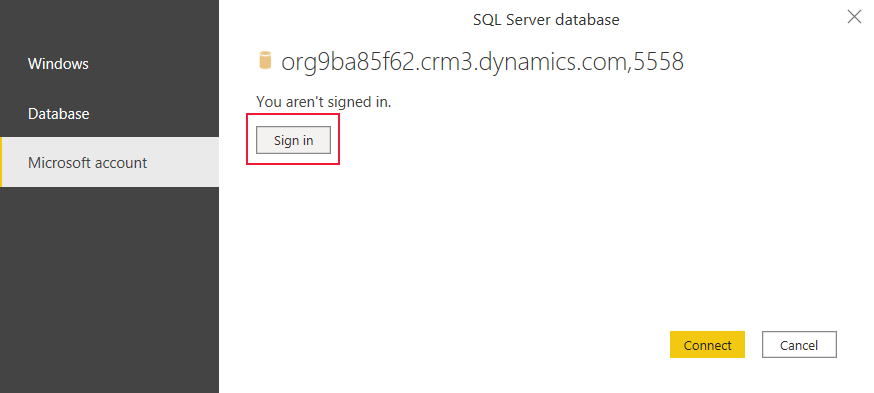 SQL Server database
Windows
Database
Microsoft account
org9ba85f62.crm3.dynamics.com,5558
You aren't signed in.
Sign in
Connect
Cancel